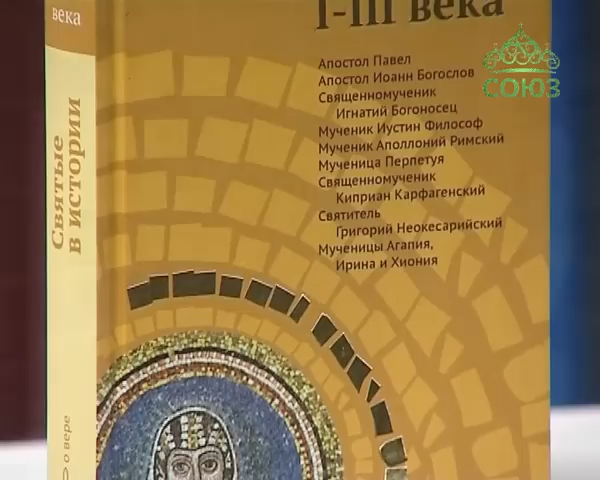 I-III века
Апостол Павел
Апостол Иоанн Богослов
Священномученик
Игнатий Богоносец
Мученик Иустин Философ
Мученик Аполлоний Римский
Мученица Перпетуя
Священномученик
Киприан Карфагенский
Святитель
Григорий Неокесарийский
Мученицы Агапия,
Ирина и Хиония
века
Святые
в истории
о вере
СОЮЗ